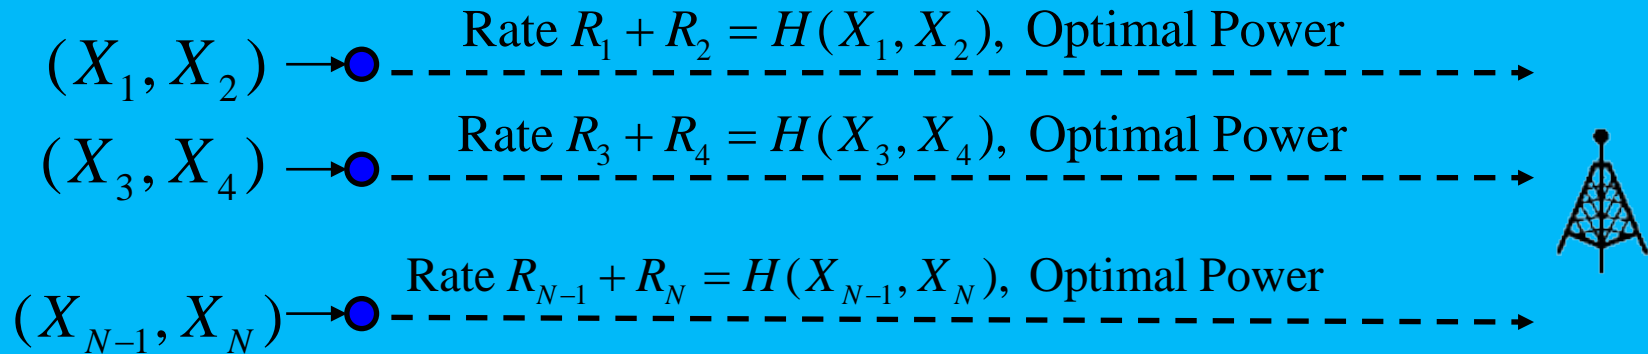 (X₁, X₂) Rate R₁ + R₂ = H(X₁, X₂), Optimal Power
(X₃, X₄) Rate R₃ + R₄ = H(X₃, X₄), Optimal Power
(X_{N−1}, X_N) Rate R_{N−1} + R_N = H(X_{N−1}, X_N), Optimal Power